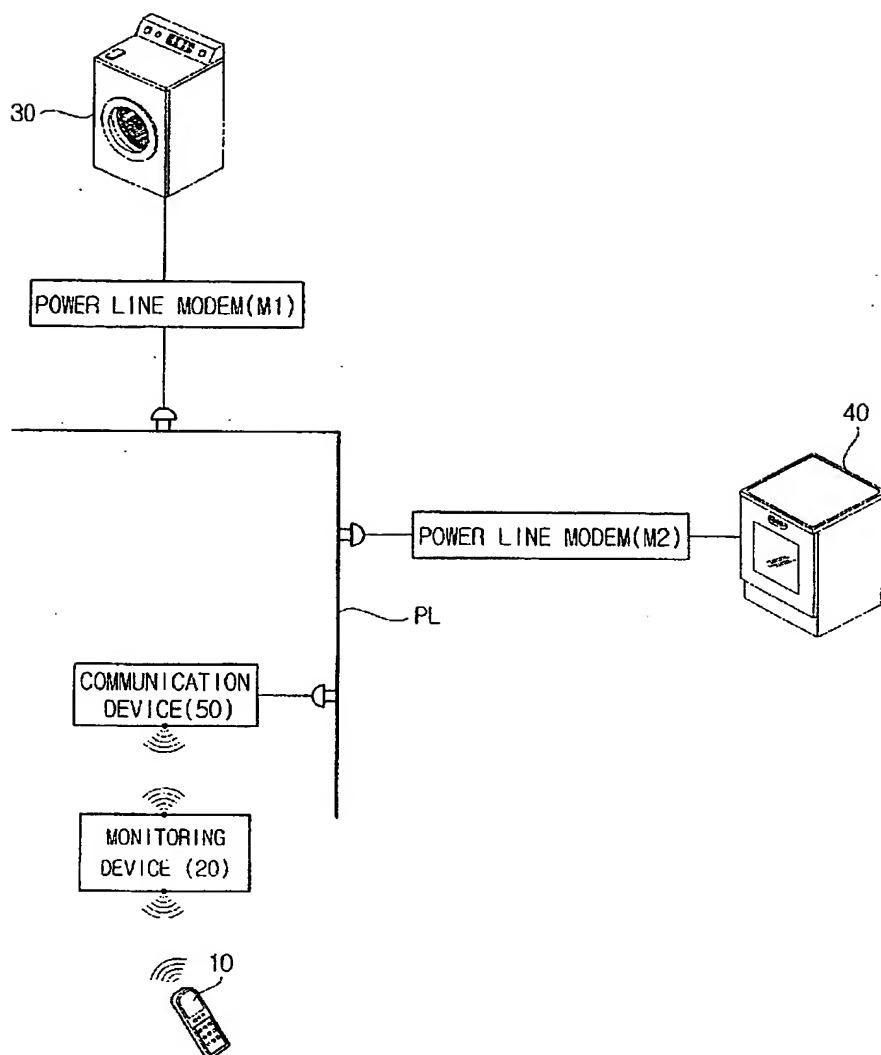 30
POWER LINE MODEM(M1)
40
POWER LINE MODEM(M2)
PL
COMMUNICATION
DEVICE(50)
MONITORING
DEVICE (20)
10